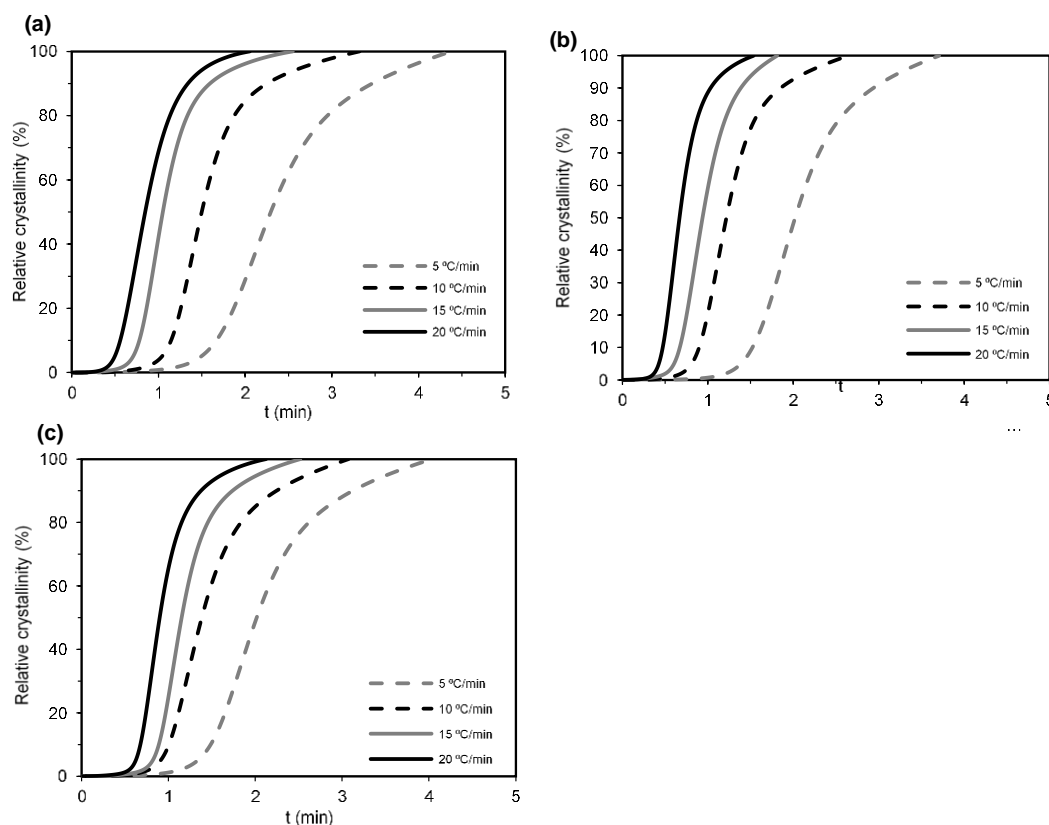 (a)
Relative crystallinity (%)
100
80
60
40
20
0
5 ºC/min
10 ºC/min
15 ºC/min
20 ºC/min
0 1 2 3 4 5
t (min)
(b)
Relative crystallinity (%)
100
90
80
70
60
50
40
30
20
10
0
5 ºC/min
10 ºC/min
15 ºC/min
20 ºC/min
0 1 2 3 4 5
t
...
(c)
Relative crystallinity (%)
100
80
60
40
20
0
5 ºC/min
10 ºC/min
15 ºC/min
20 ºC/min
0 1 2 3 4 5
t (min)